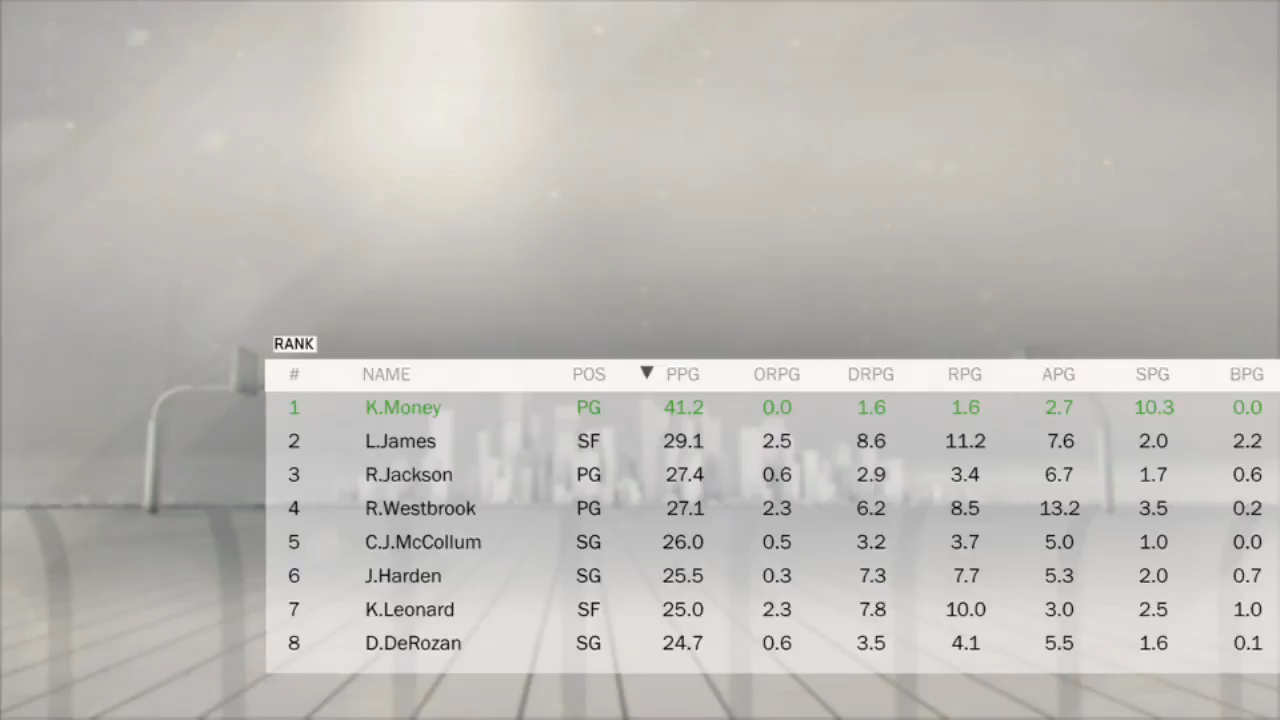 RANK
# NAME POS ▼ PPG ORPG DRPG RPG APG SPG BPG
1 K.Money PG 41.2 0.0 1.6 1.6 2.7 10.3 0.0
2 L.James SF 29.1 2.5 8.6 11.2 7.6 2.0 2.2
3 R.Jackson PG 27.4 0.6 2.9 3.4 6.7 1.7 0.6
4 R.Westbrook PG 27.1 2.3 6.2 8.5 13.2 3.5 0.2
5 C.J.McCollum SG 26.0 0.5 3.2 3.7 5.0 1.0 0.0
6 J.Harden SG 25.5 0.3 7.3 7.7 5.3 2.0 0.7
7 K.Leonard SF 25.0 2.3 7.8 10.0 3.0 2.5 1.0
8 D.DeRozan SG 24.7 0.6 3.5 4.1 5.5 1.6 0.1